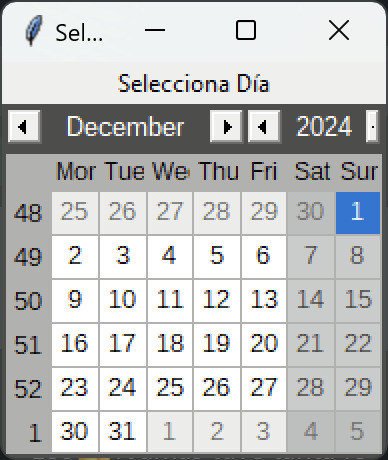 Sel...
Selecciona Día
December 2024
Mon Tue Wed Thu Fri Sat Sun
48 25 26 27 28 29 30 1
49 2 3 4 5 6 7 8
50 9 10 11 12 13 14 15
51 16 17 18 19 20 21 22
52 23 24 25 26 27 28 29
1 30 31 1 2 3 4 5